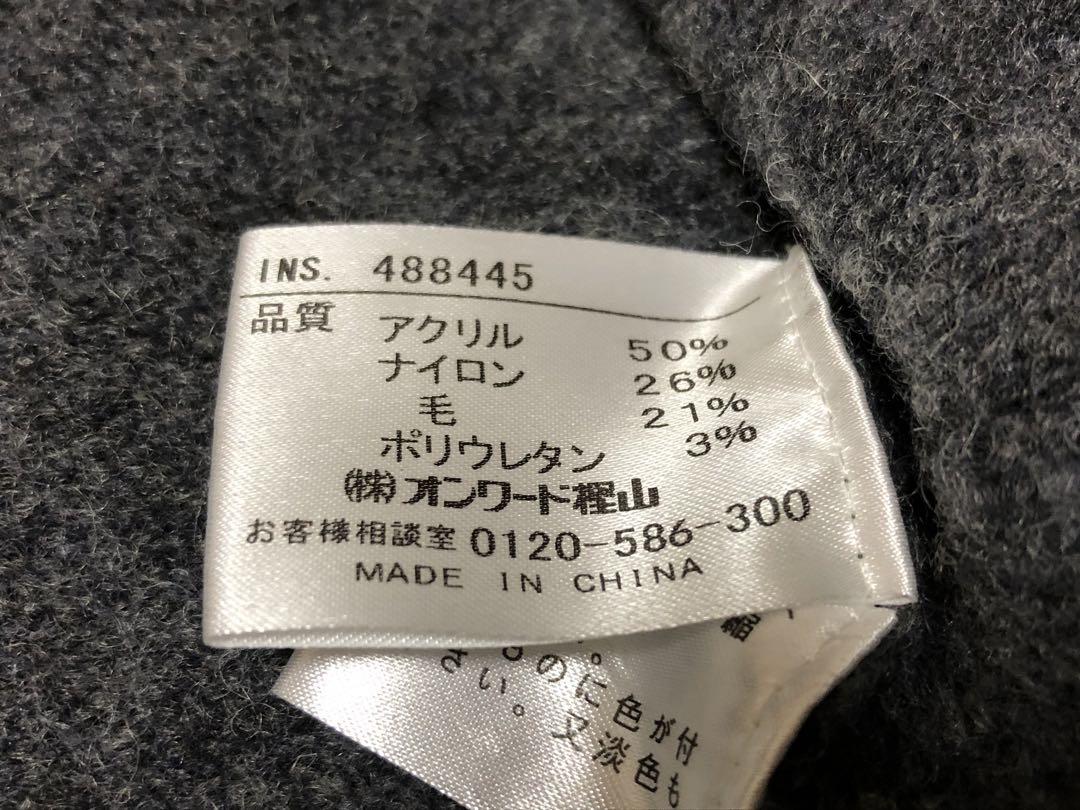 INS. 488445
品質 アクリル 50%
ナイロン 26%
毛 21%
ポリウレタン 3%
(株)オンワード樫山
お客様相談室 0120-586-300
MADE IN CHINA
い。
のに色が付
又淡色も